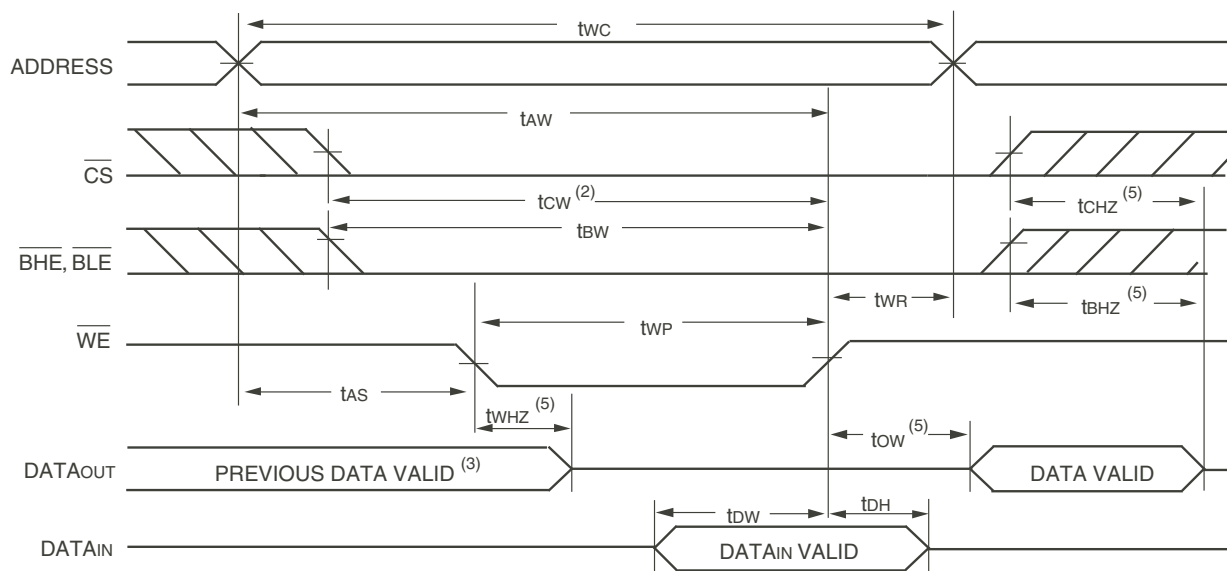 tWC
ADDRESS
tAW
CS
tCW (2)
tCHZ (5)
tBW
BHE, BLE
tWR
tBHZ (5)
tWP
WE
tAS
tWHZ (5)
tOW (5)
DATAOUT
PREVIOUS DATA VALID (3)
DATA VALID
tDW
tDH
DATAIN
DATAIN VALID